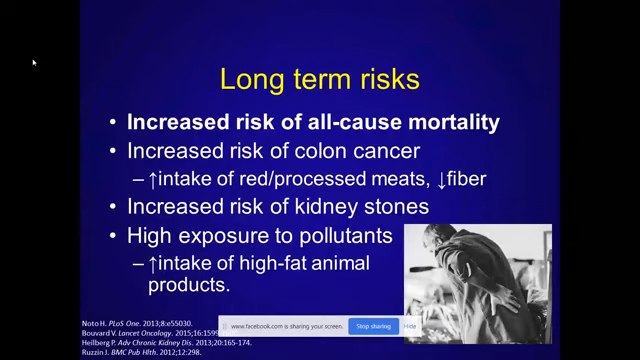 Long term risks
• Increased risk of all-cause mortality
• Increased risk of colon cancer
– ↑intake of red/processed meats, ↓fiber
• Increased risk of kidney stones
• High exposure to pollutants
– ↑intake of high-fat animal
products.
Noto H. PLoS One. 2013;8:e55030.
Bouvard V. Lancet Oncology. 2015;16:1599
Heilberg P. Adv Chronic Kidney Dis. 2013;20:165-174.
Ruzzin J. BMC Pub Hlth. 2012;12:298.
www.facebook.com is sharing your screen.
Stop sharing
Hide